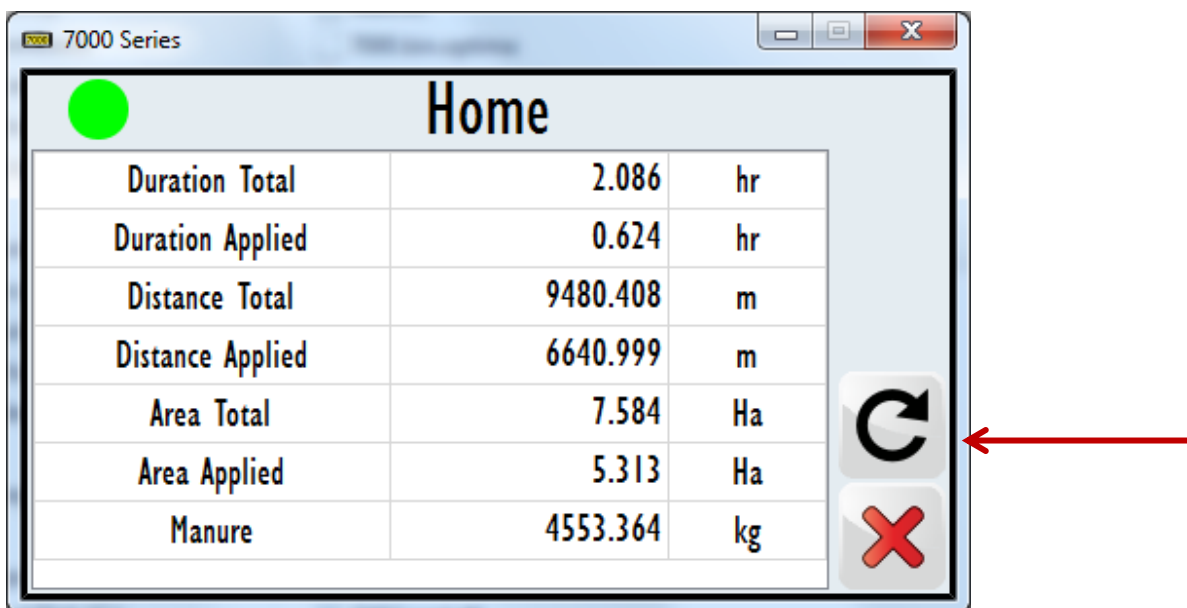 7000 Series
Home
Duration Total 2.086 hr
Duration Applied 0.624 hr
Distance Total 9480.408 m
Distance Applied 6640.999 m
Area Total 7.584 Ha
Area Applied 5.313 Ha
Manure 4553.364 kg